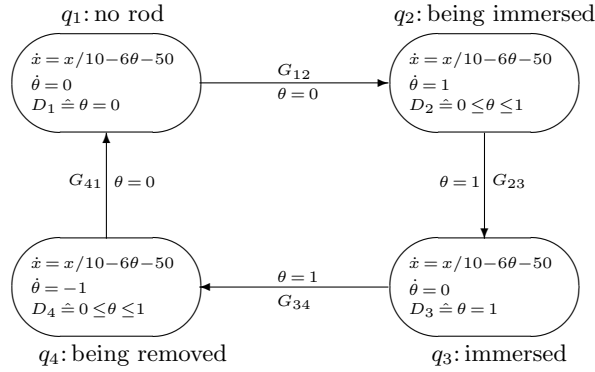 q₁: no rod
q₂: being immersed
ẋ = x/10−6θ−50
θ̇ = 0
D₁ ≙ θ = 0
G₁₂
θ = 0
ẋ = x/10−6θ−50
θ̇ = 1
D₂ ≙ 0 ≤ θ ≤ 1
G₄₁ θ = 0
θ = 1 G₂₃
ẋ = x/10−6θ−50
θ̇ = −1
D₄ ≙ 0 ≤ θ ≤ 1
θ = 1
G₃₄
ẋ = x/10−6θ−50
θ̇ = 0
D₃ ≙ θ = 1
q₄: being removed
q₃: immersed